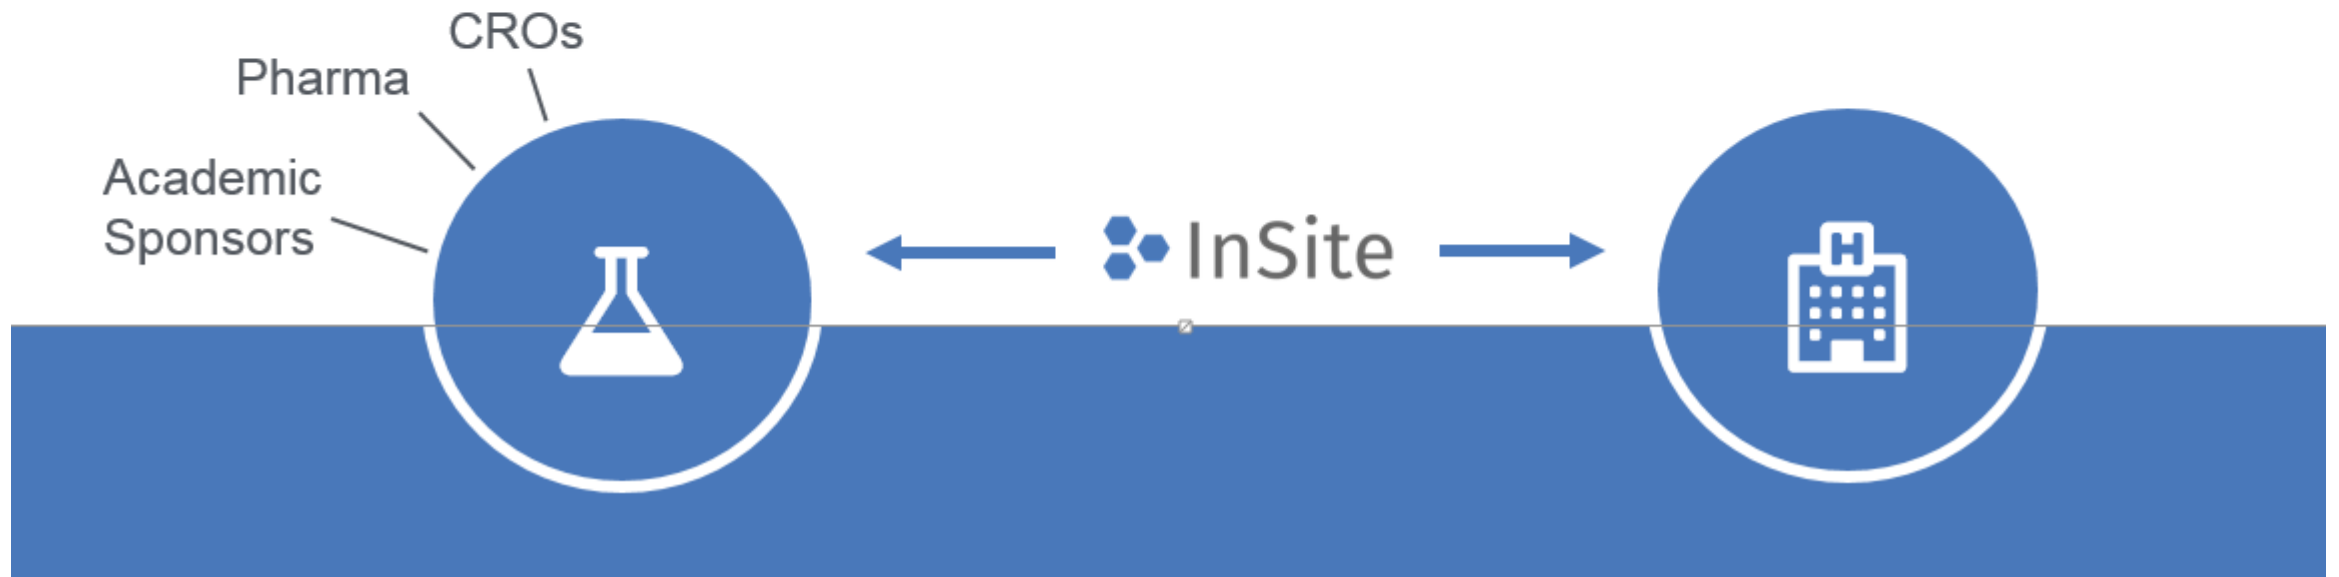 CROs
Pharma
Academic
Sponsors
InSite
H